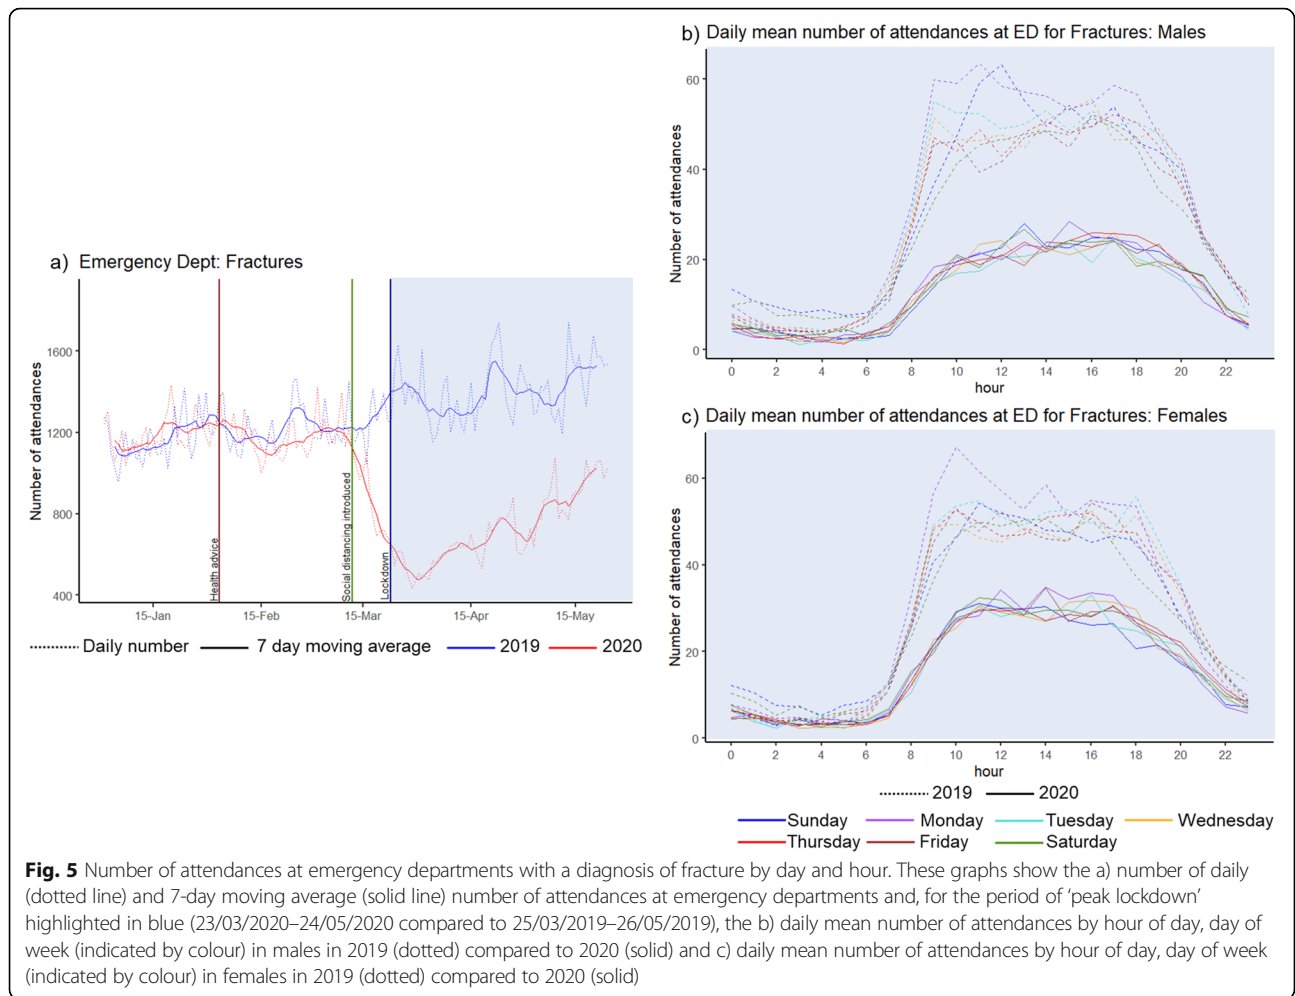 a) Emergency Dept: Fractures
Number of attendances
1600
1200
800
400
Health advice
Social distancing introduced
Lockdown
15-Jan 15-Feb 15-Mar 15-Apr 15-May
Daily number 7 day moving average 2019 2020
b) Daily mean number of attendances at ED for Fractures: Males
Number of attendances
60
40
20
0
0 2 4 6 8 10 12 14 16 18 20 22
hour
c) Daily mean number of attendances at ED for Fractures: Females
Number of attendances
60
40
20
0
0 2 4 6 8 10 12 14 16 18 20 22
hour
2019 2020
Sunday Monday Tuesday Wednesday
Thursday Friday Saturday
Fig. 5 Number of attendances at emergency departments with a diagnosis of fracture by day and hour. These graphs show the a) number of daily
(dotted line) and 7-day moving average (solid line) number of attendances at emergency departments and, for the period of ‘peak lockdown’
highlighted in blue (23/03/2020–24/05/2020 compared to 25/03/2019–26/05/2019), the b) daily mean number of attendances by hour of day, day of
week (indicated by colour) in males in 2019 (dotted) compared to 2020 (solid) and c) daily mean number of attendances by hour of day, day of week
(indicated by colour) in females in 2019 (dotted) compared to 2020 (solid)